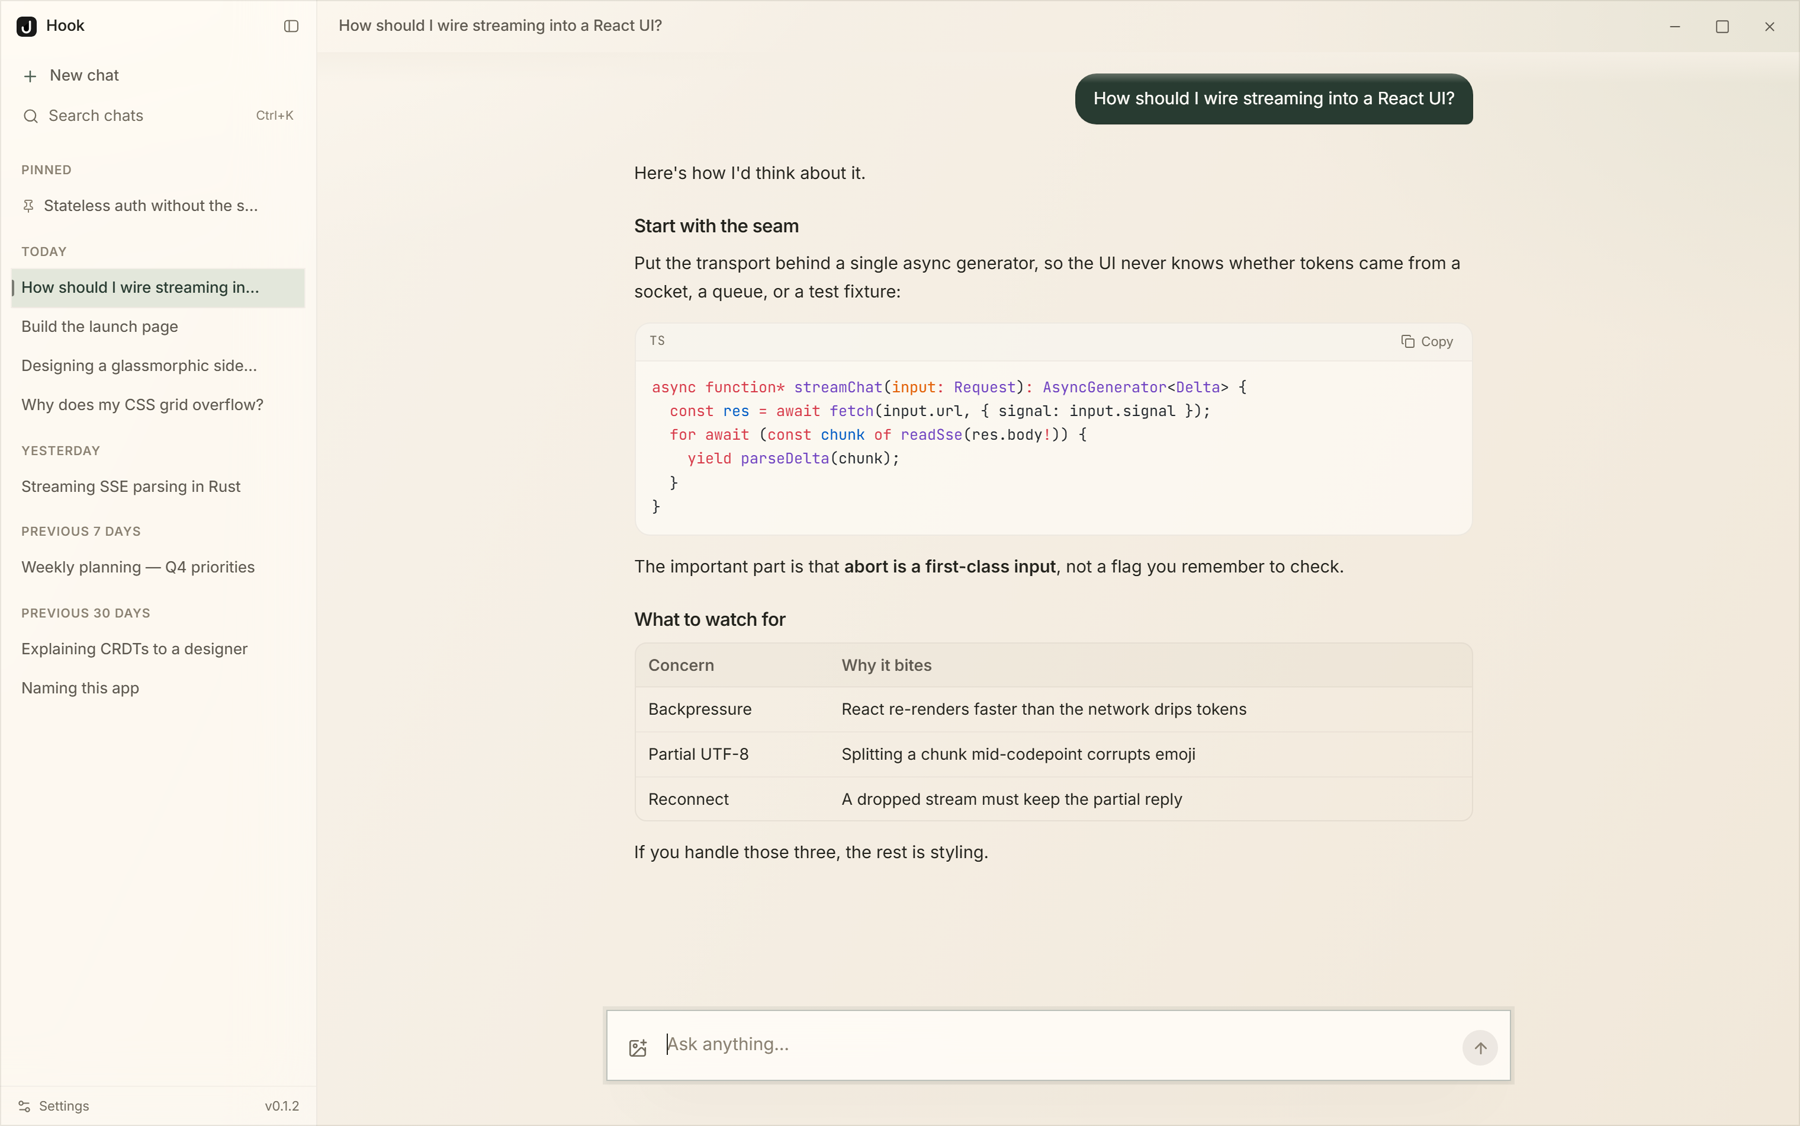 Hook
New chat
Search chats Ctrl+K
PINNED
Stateless auth without the s...
TODAY
How should I wire streaming in...
Build the launch page
Designing a glassmorphic side...
Why does my CSS grid overflow?
YESTERDAY
Streaming SSE parsing in Rust
PREVIOUS 7 DAYS
Weekly planning — Q4 priorities
PREVIOUS 30 DAYS
Explaining CRDTs to a designer
Naming this app
Settings v0.1.2
How should I wire streaming into a React UI?
How should I wire streaming into a React UI?
Here's how I'd think about it.
Start with the seam
Put the transport behind a single async generator, so the UI never knows whether tokens came from a
socket, a queue, or a test fixture:
TS Copy
async function* streamChat(input: Request): AsyncGenerator<Delta> {
  const res = await fetch(input.url, { signal: input.signal });
  for await (const chunk of readSse(res.body!)) {
    yield parseDelta(chunk);
  }
}
The important part is that abort is a first-class input, not a flag you remember to check.
What to watch for
Concern Why it bites
Backpressure React re-renders faster than the network drips tokens
Partial UTF-8 Splitting a chunk mid-codepoint corrupts emoji
Reconnect A dropped stream must keep the partial reply
If you handle those three, the rest is styling.
Ask anything...